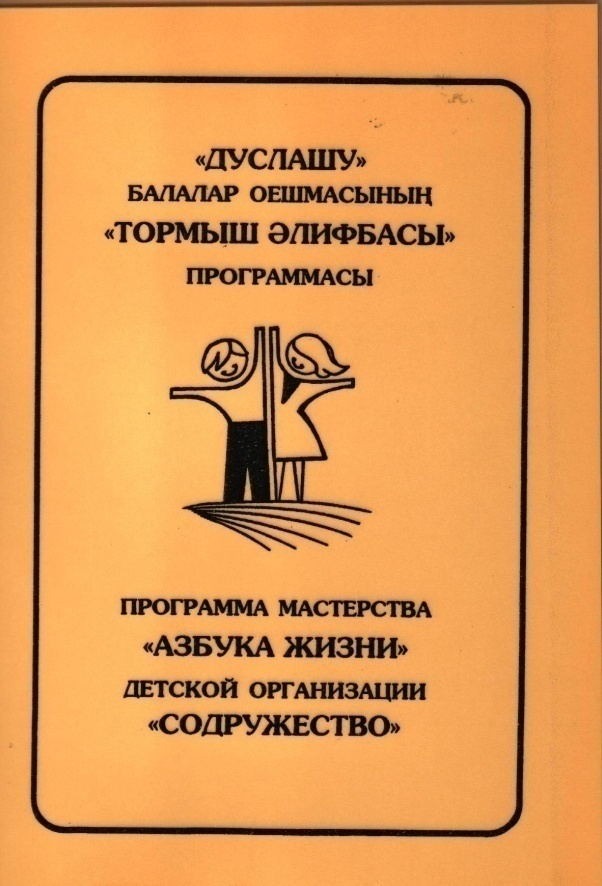 «ДУСЛАШУ»
БАЛАЛАР ОЕШМАСЫНЫҢ
«ТОРМЫШ ӘЛИФБАСЫ»
ПРОГРАММАСЫ
ПРОГРАММА МАСТЕРСТВА
«АЗБУКА ЖИЗНИ»
ДЕТСКОЙ ОРГАНИЗАЦИИ
«СОДРУЖЕСТВО»